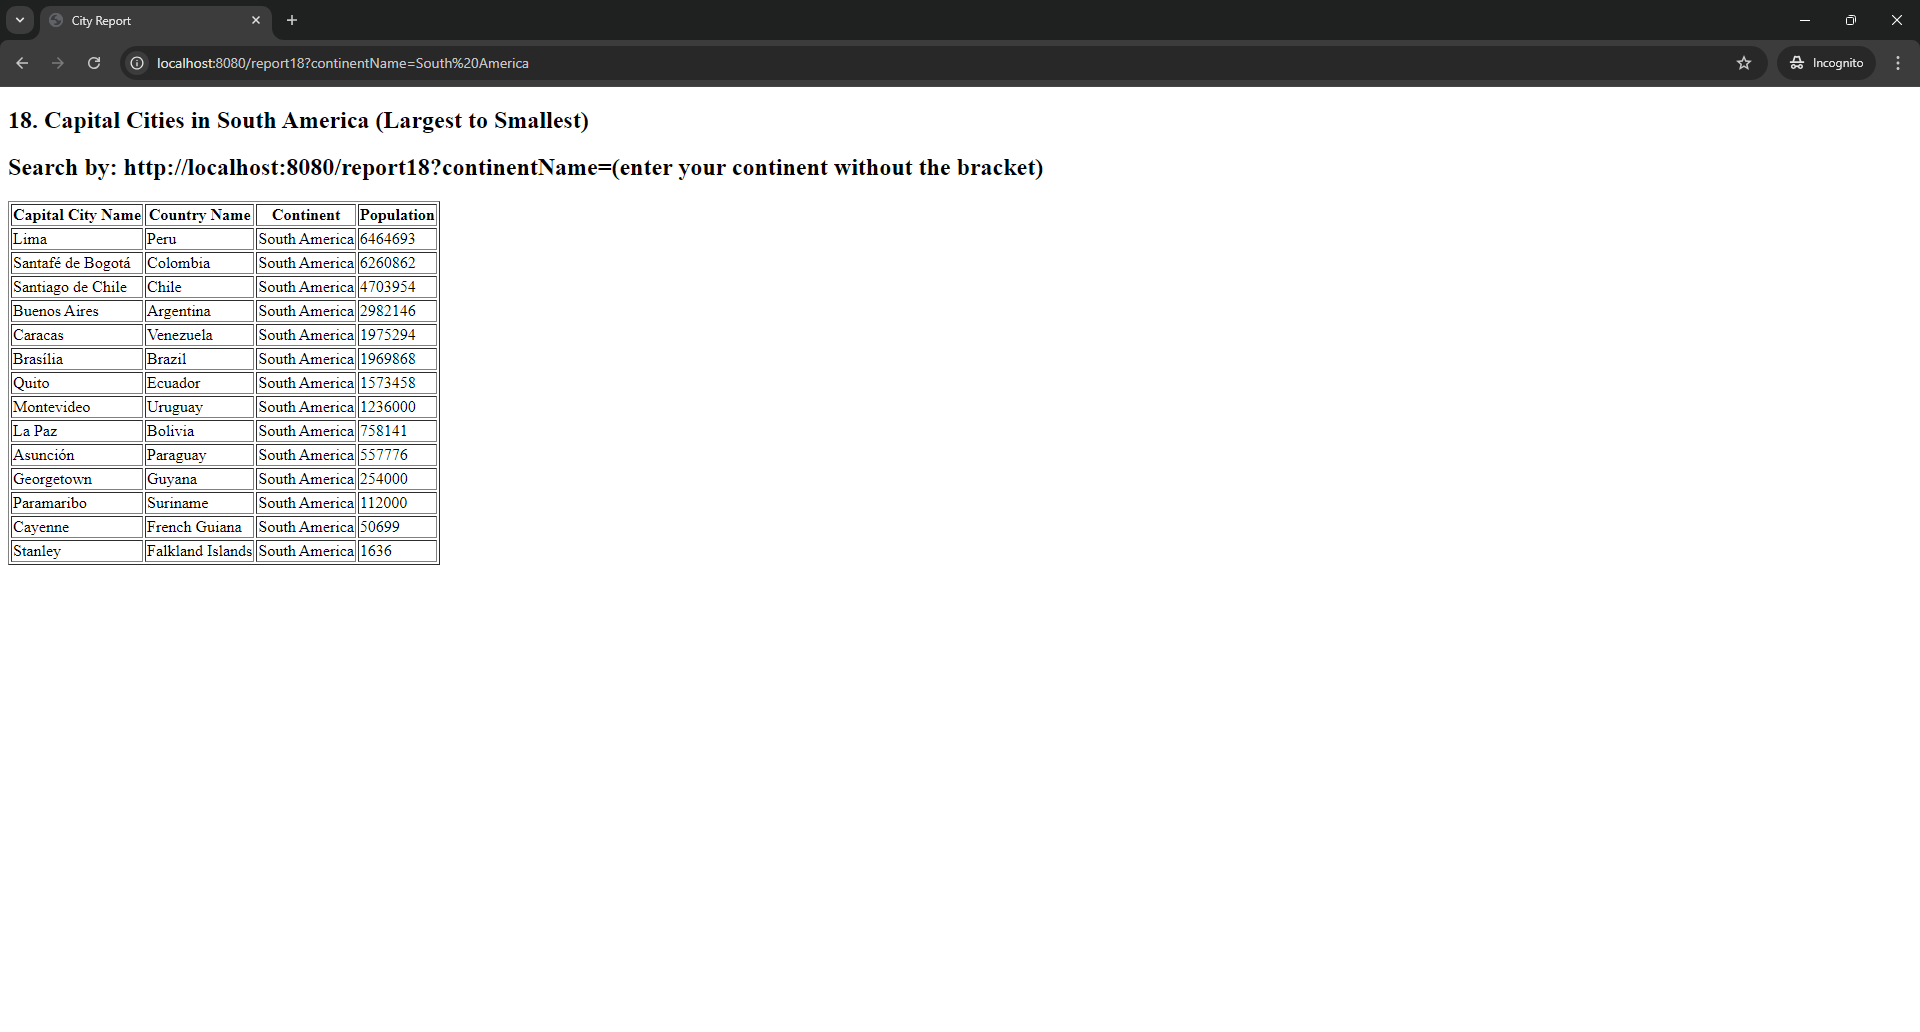 City Report
localhost:8080/report18?continentName=South%20America
Incognito
18. Capital Cities in South America (Largest to Smallest)
Search by: http://localhost:8080/report18?continentName=(enter your continent without the bracket)
Capital City Name Country Name Continent Population
Lima Peru South America 6464693
Santafé de Bogotá Colombia South America 6260862
Santiago de Chile Chile South America 4703954
Buenos Aires Argentina South America 2982146
Caracas Venezuela South America 1975294
Brasília Brazil South America 1969868
Quito Ecuador South America 1573458
Montevideo Uruguay South America 1236000
La Paz Bolivia South America 758141
Asunción Paraguay South America 557776
Georgetown Guyana South America 254000
Paramaribo Suriname South America 112000
Cayenne French Guiana South America 50699
Stanley Falkland Islands South America 1636